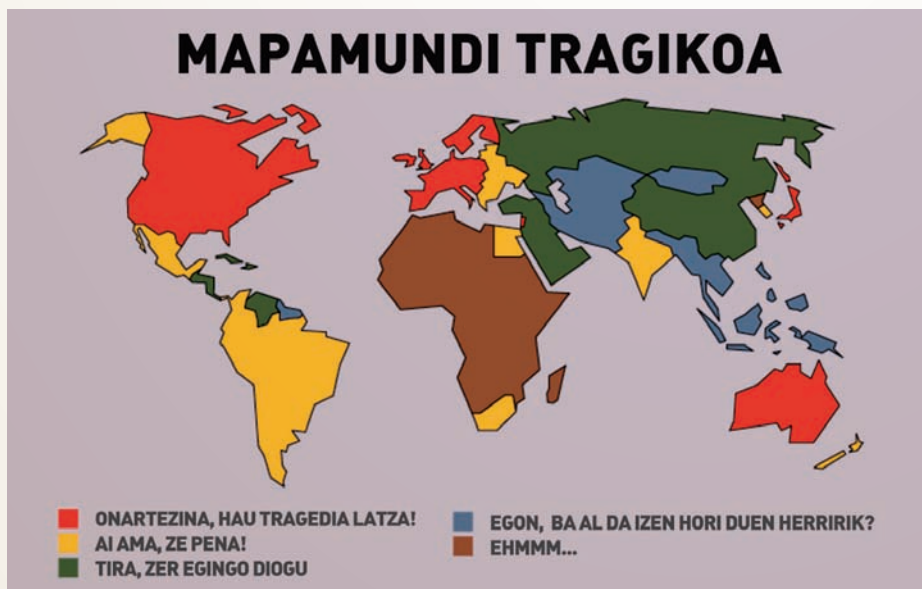 MAPAMUNDI TRAGIKOA
ONARTEZINA, HAU TRAGEDIA LATZA!
AI AMA, ZE PENA!
TIRA, ZER EGINGO DIOGU
EGON, BA AL DA IZEN HORI DUEN HERRIRIK?
EHMMM...